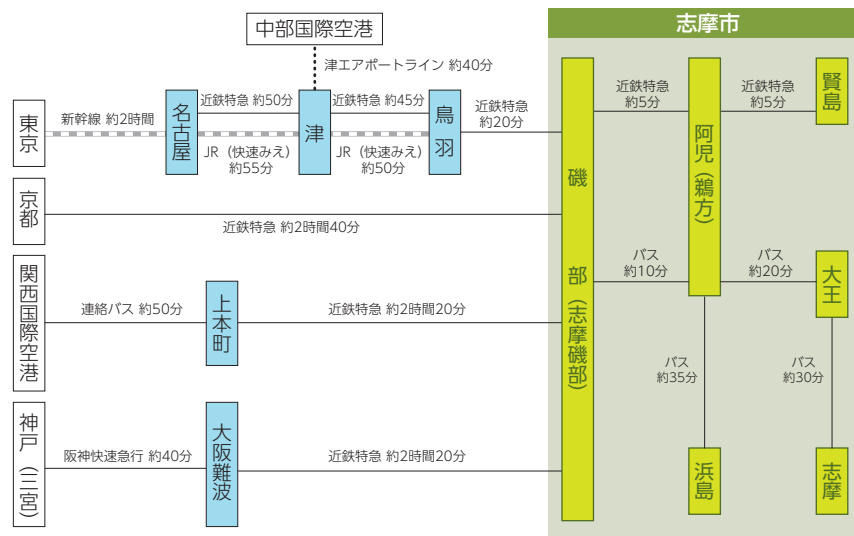 中部国際空港
志摩市
津エアポートライン 約40分
東京
新幹線 約2時間
名古屋
近鉄特急 約50分
JR（快速みえ）
約55分
津
近鉄特急 約45分
JR（快速みえ）
約50分
鳥羽
近鉄特急
約20分
磯部（志摩磯部）
近鉄特急
約5分
阿児（鵜方）
近鉄特急
約5分
賢島
京都
近鉄特急 約2時間40分
バス
約10分
バス
約20分
大王
関西国際空港
連絡バス 約50分
上本町
近鉄特急 約2時間20分
バス
約35分
バス
約30分
神戸（三宮）
阪神快速急行 約40分
大阪難波
近鉄特急 約2時間20分
浜島
志摩